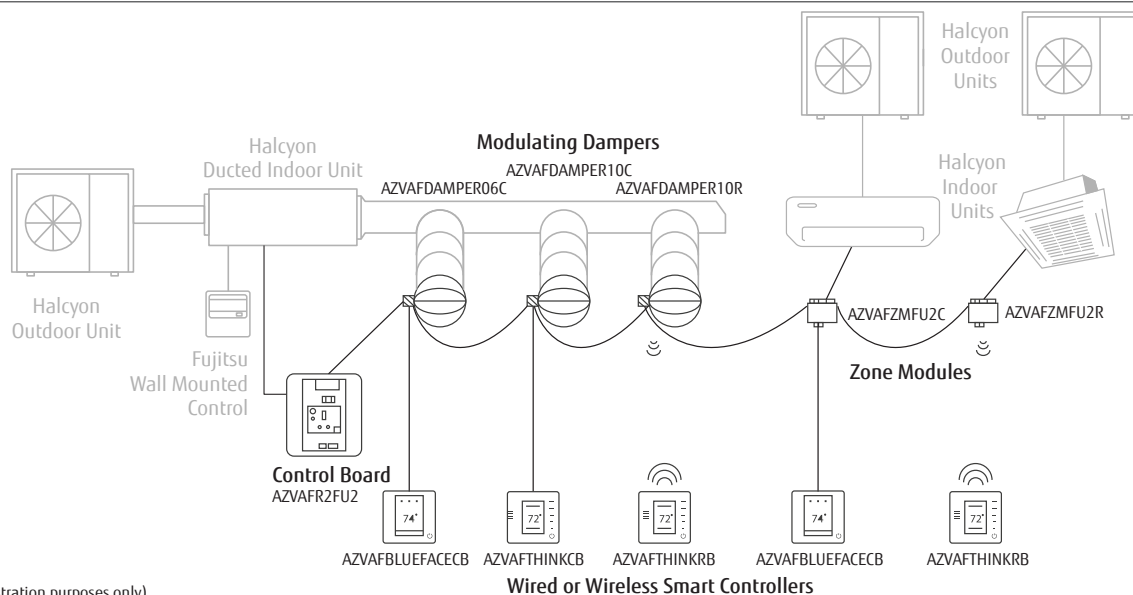 Halcyon
Outdoor
Units
Modulating Dampers
Halcyon
Ducted Indoor Unit
AZVAFDAMPER10C
AZVAFDAMPER06C
AZVAFDAMPER10R
Halcyon
Indoor
Units
Halcyon
Outdoor Unit
AZVAFZMFU2C
AZVAFZMFU2R
Fujitsu
Wall Mounted
Control
Zone Modules
Control Board
AZVAFR2FU2
74°
72°
72°
74°
72°
AZVAFBLUEFACECB
AZVAFTHINKCB
AZVAFTHINKRB
AZVAFBLUEFACECB
AZVAFTHINKRB
Wired or Wireless Smart Controllers
tration purposes only)